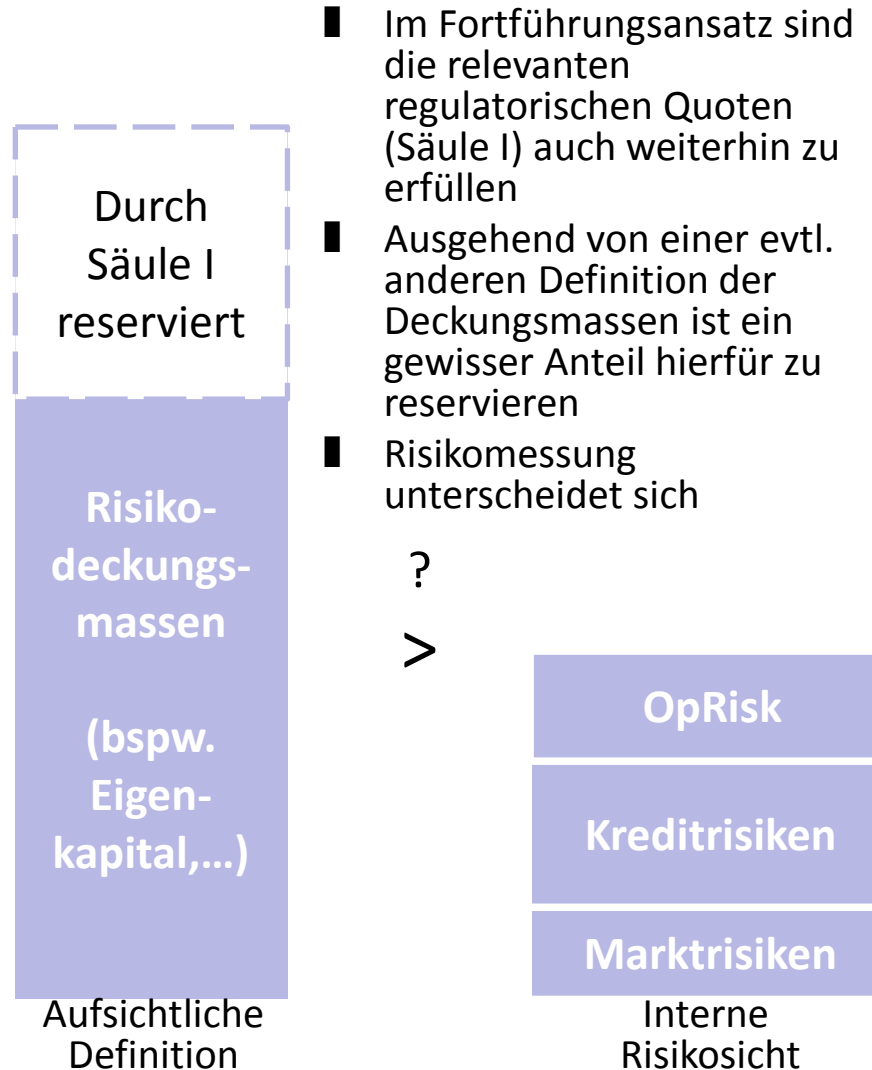 Im Fortführungsansatz sind
die relevanten
regulatorischen Quoten
(Säule I) auch weiterhin zu
erfüllen
Ausgehend von einer evtl.
anderen Definition der
Deckungsmassen ist ein
gewisser Anteil hierfür zu
reservieren
Risikomessung
unterscheidet sich
Durch
Säule I
reserviert
Risiko-
deckungs-
massen
(bspw.
Eigen-
kapital,...)
Aufsichtliche
Definition
?
>
OpRisk
Kreditrisiken
Marktrisiken
Interne
Risikosicht